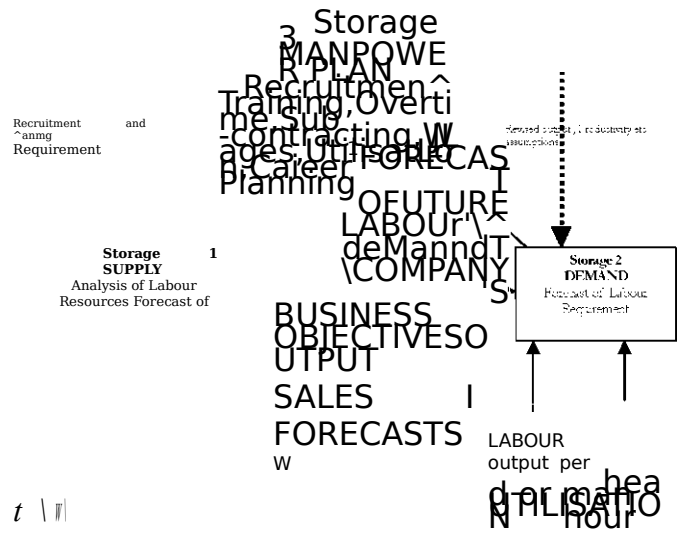 Storage
3
MANPOWE
R PLAN
Recruitmen^
Training,Overti
me,Sub
-contracting,W
ages,Utilisatio
n,Career
Planning
Recruitment and
^anmg
Requirement
FORECAS
T
OFUTURE
LABOUr'\^
deManndT
\COMPANY
S
Storage 1
SUPPLY
Analysis of Labour
Resources Forecast of
Storage 2
DEMAND
Forecast of Labour
Requirement
BUSINESS
OBJECTIVESO
UTPUT
SALES I
FORECASTS
W
LABOUR
output per
hea
d or man
UTILISATIO
N hour
t \